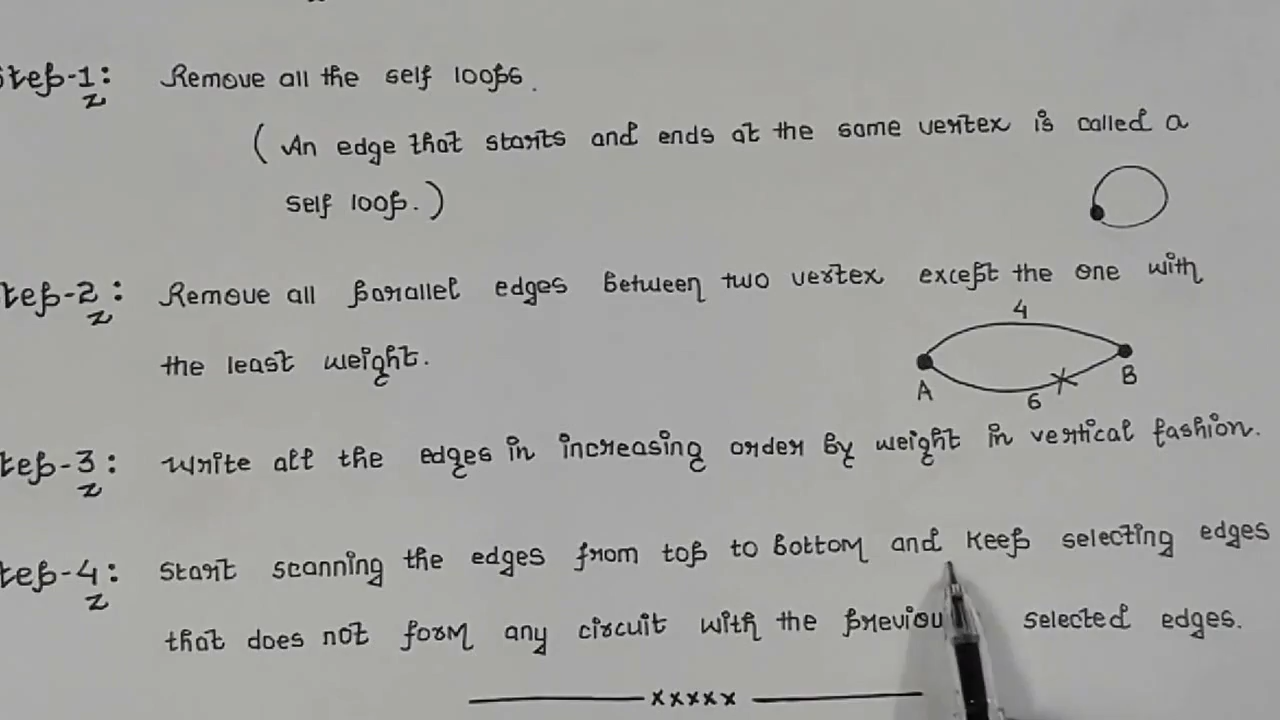 Step-1: Remove all the self loops.
(An edge that starts and ends at the same vertex is called a
self loop.)
tep-2: Remove all parallel edges between two vertex except the one with
the least weight.
4
A
B
6
tep-3: Write all the edges in increasing order by weight in vertical fashion.
tep-4: Start scanning the edges from top to bottom and keep selecting edges
that does not form any circuit with the previou selected edges.
xxxxx